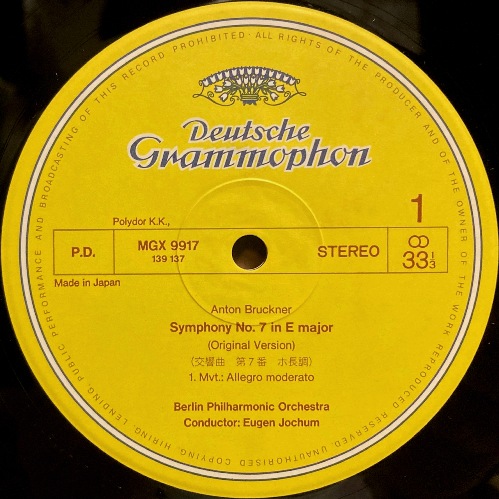 ALL RIGHTS OF THE PRODUCER AND OF THE OWNER OF THE WORK REPRODUCED RESERVED. UNAUTHORISED COPYING, HIRING, LENDING, PUBLIC PERFORMANCE AND BROADCASTING OF THIS RECORD PROHIBITED ·
Deutsche
Grammophon
1
Polydor K.K.,
P.D.
MGX 9917
139 137
STEREO
33 1/3
Made in Japan
Anton Bruckner
Symphony No. 7 in E major
(Original Version)
(交響曲 第7番 ホ長調)
1. Mvt.: Allegro moderato
Berlin Philharmonic Orchestra
Conductor: Eugen Jochum